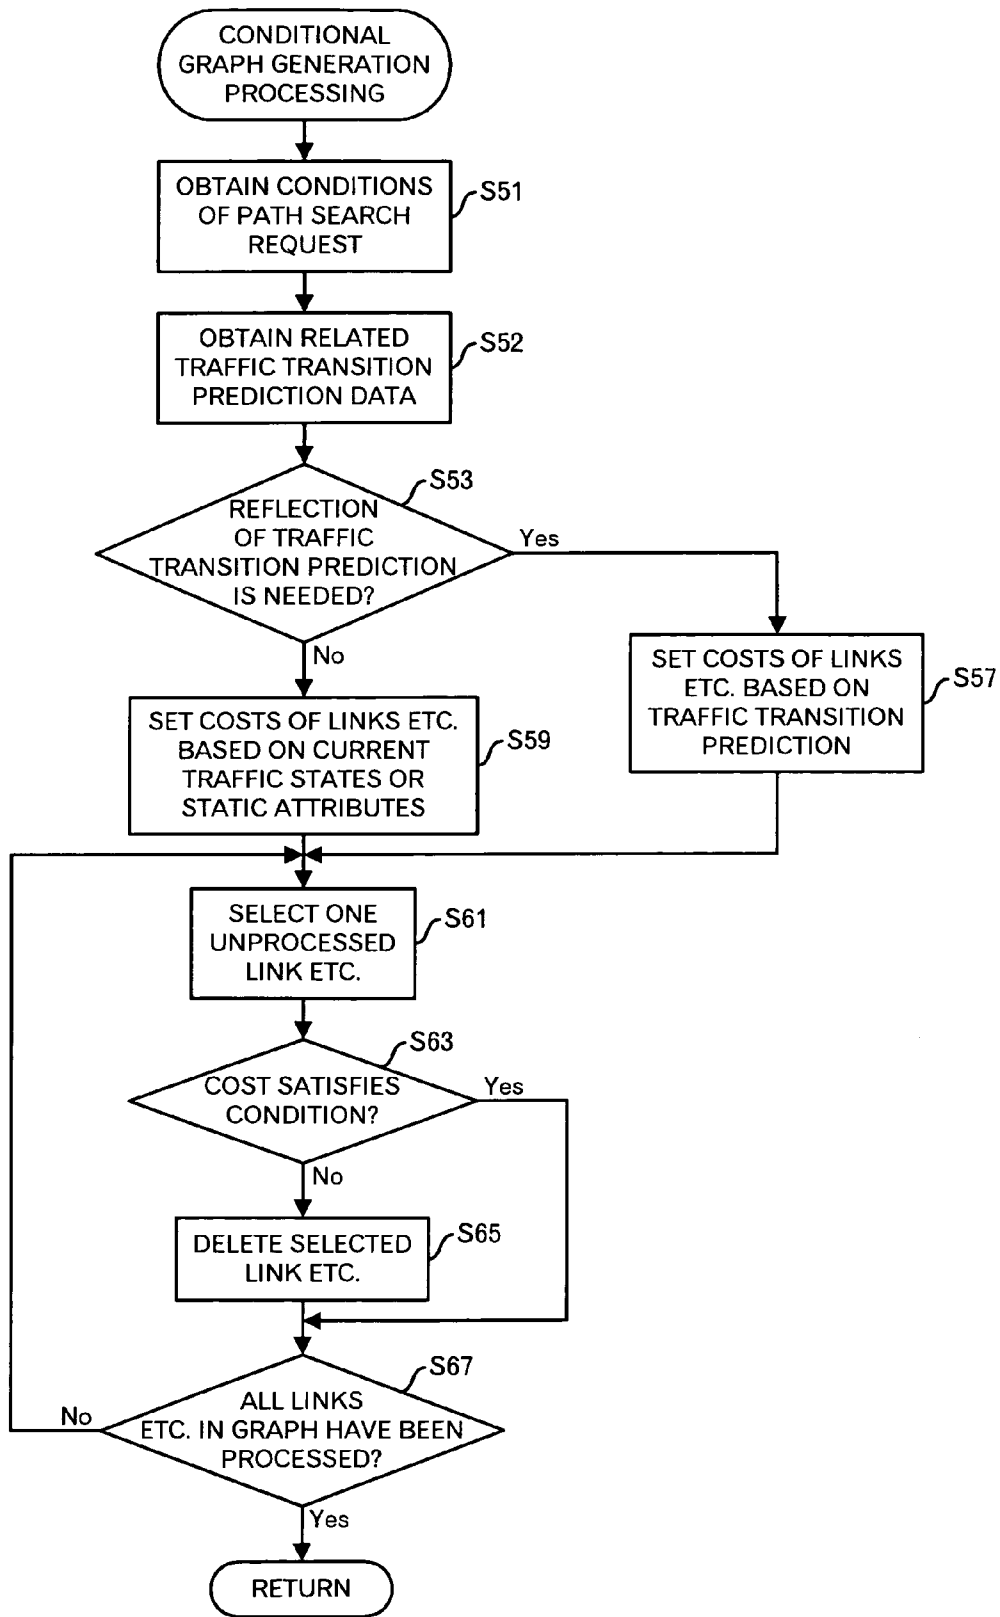 CONDITIONAL
GRAPH GENERATION
PROCESSING
OBTAIN CONDITIONS
OF PATH SEARCH
REQUEST
S51
OBTAIN RELATED
TRAFFIC TRANSITION
PREDICTION DATA
S52
REFLECTION
OF TRAFFIC
TRANSITION PREDICTION
IS NEEDED?
S53
Yes
No
SET COSTS OF LINKS
ETC. BASED ON
TRAFFIC TRANSITION
PREDICTION
S57
SET COSTS OF LINKS ETC.
BASED ON CURRENT
TRAFFIC STATES OR
STATIC ATTRIBUTES
S59
SELECT ONE
UNPROCESSED
LINK ETC.
S61
COST SATISFIES
CONDITION?
S63
Yes
No
DELETE SELECTED
LINK ETC.
S65
ALL LINKS
ETC. IN GRAPH HAVE BEEN
PROCESSED?
S67
No
Yes
RETURN